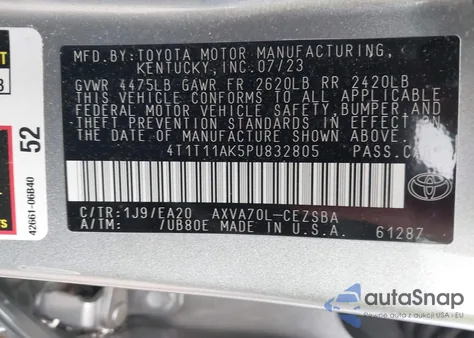 MFD.BY: TOYOTA MOTOR MANUFACTURING,
KENTUCKY, INC. 07/23
GVWR 4475LB GAWR FR 2620LB RR 2420LB
THIS VEHICLE CONFORMS TO ALL APPLICABLE
FEDERAL MOTOR VEHICLE SAFETY, BUMPER AND
THEFT PREVENTION STANDARDS IN EFFECT ON THE
DATE OF MANUFACTURE SHOWN ABOVE.
4T1T11AK5PU832805 PASS.CAR
C/TR: 1J9/EA20 AXVA70L-CEZSBA
A/TM: /UB80E MADE IN U.S.A. 61287
TOYOTA
52
42661-06B40
autoSnap